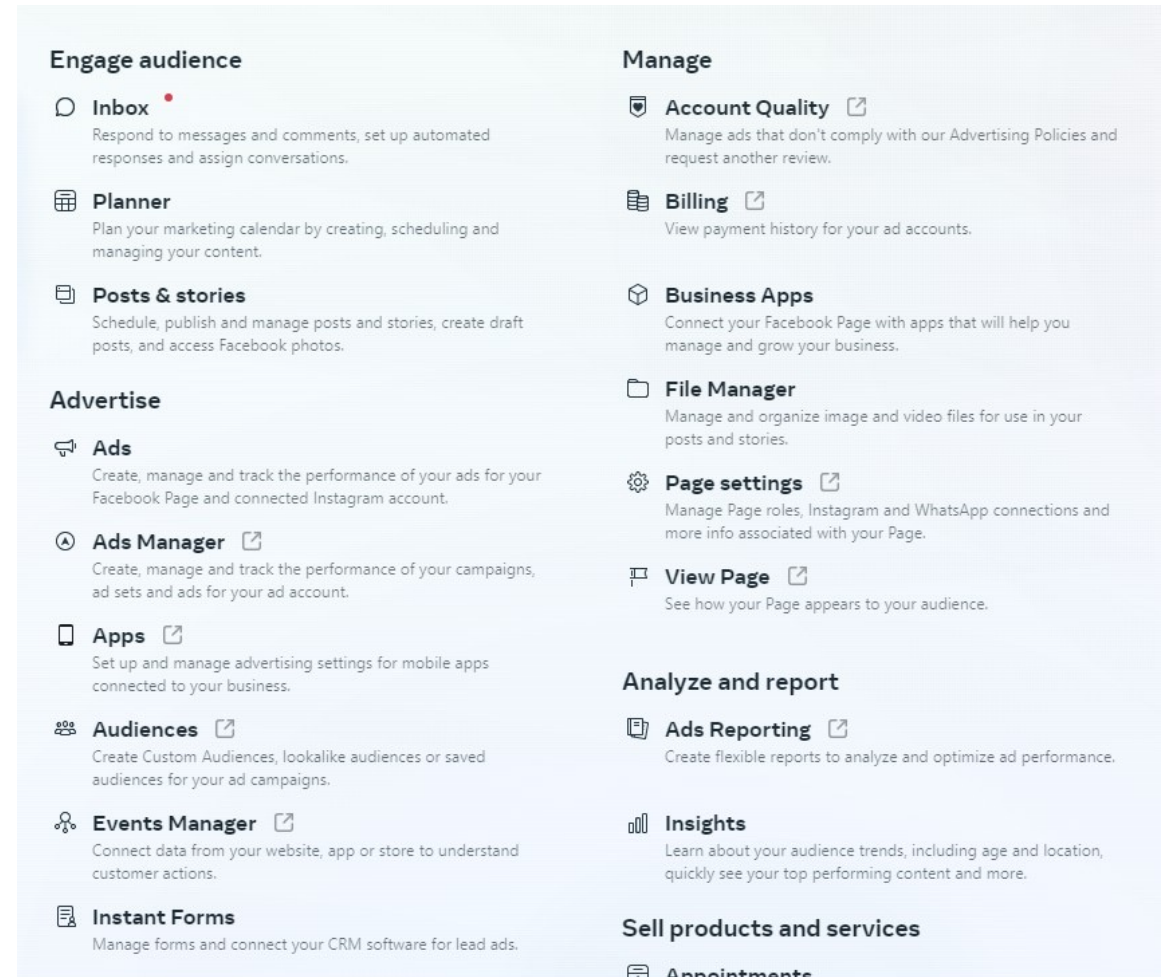 Engage audience
Inbox
Respond to messages and comments, set up automated
responses and assign conversations.
Planner
Plan your marketing calendar by creating, scheduling and
managing your content.
Posts & stories
Schedule, publish and manage posts and stories, create draft
posts, and access Facebook photos.
Advertise
Ads
Create, manage and track the performance of your ads for your
Facebook Page and connected Instagram account.
Ads Manager
Create, manage and track the performance of your campaigns,
ad sets and ads for your ad account.
Apps
Set up and manage advertising settings for mobile apps
connected to your business.
Audiences
Create Custom Audiences, lookalike audiences or saved
audiences for your ad campaigns.
Events Manager
Connect data from your website, app or store to understand
customer actions.
Instant Forms
Manage forms and connect your CRM software for lead ads.
Manage
Account Quality
Manage ads that don't comply with our Advertising Policies and
request another review.
Billing
View payment history for your ad accounts.
Business Apps
Connect your Facebook Page with apps that will help you
manage and grow your business.
File Manager
Manage and organize image and video files for use in your
posts and stories.
Page settings
Manage Page roles, Instagram and WhatsApp connections and
more info associated with your Page.
View Page
See how your Page appears to your audience.
Analyze and report
Ads Reporting
Create flexible reports to analyze and optimize ad performance.
Insights
Learn about your audience trends, including age and location,
quickly see your top performing content and more.
Sell products and services
Appointments